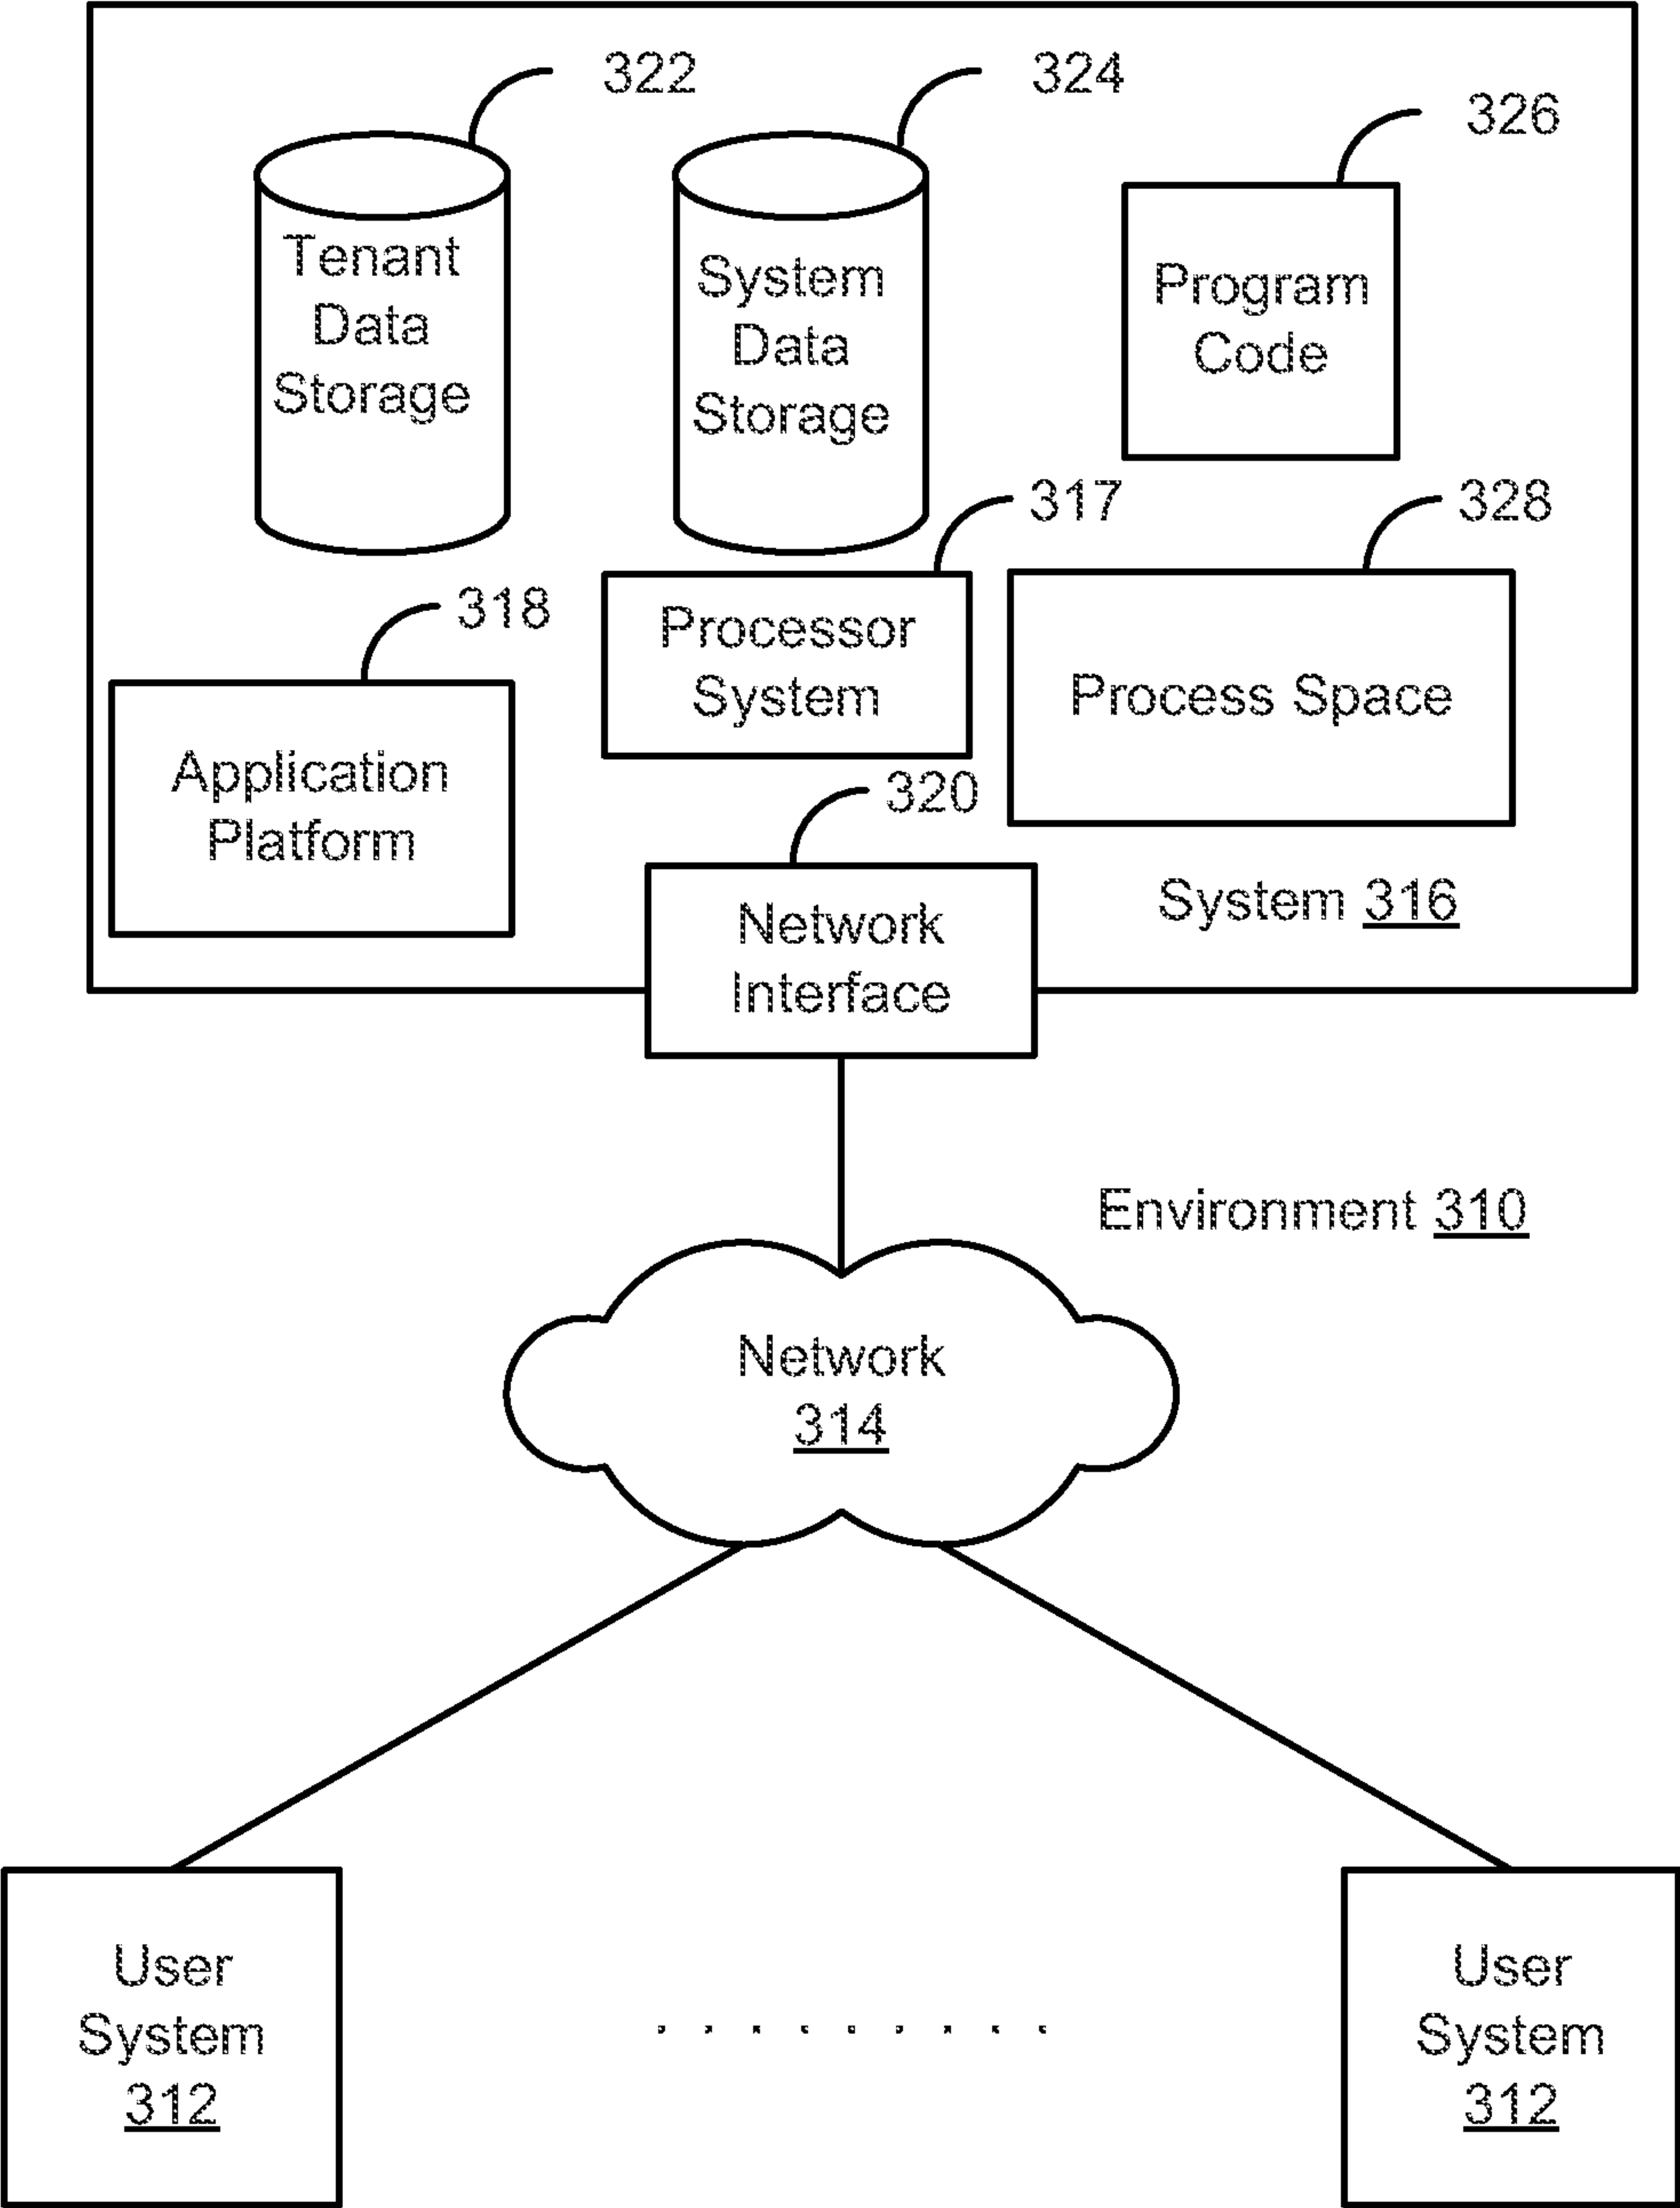 322
324
326
Tenant
Data
Storage
System
Data
Storage
Program
Code
317
328
318
Processor
System
Process Space
Application
Platform
320
Network
Interface
System 316
Environment 310
Network
314
User
System
312
User
System
312